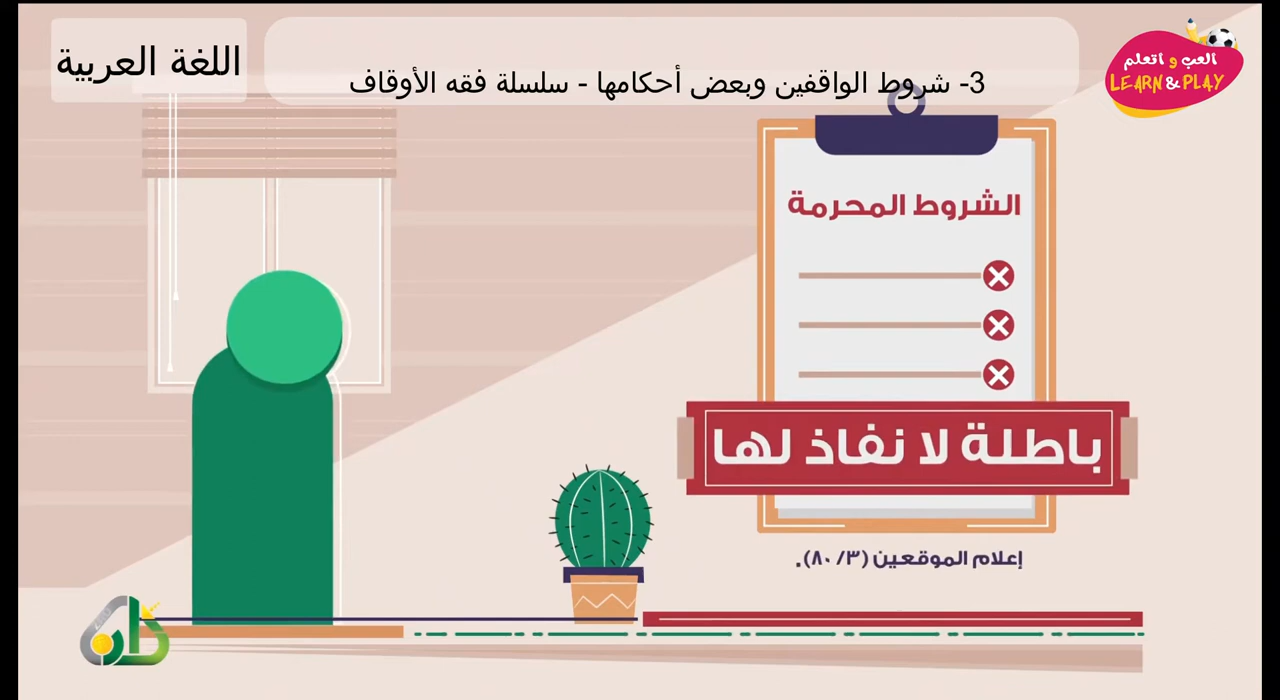 اللغة العربية
3- شروط الواقفين وبعض أحكامها - سلسلة فقه الأوقاف
العب و اتعلم
LEARN & PLAY
الشروط المحرمة
باطلة لا نفاذ لها
إعلام الموقعين (٣/ ٨٠).